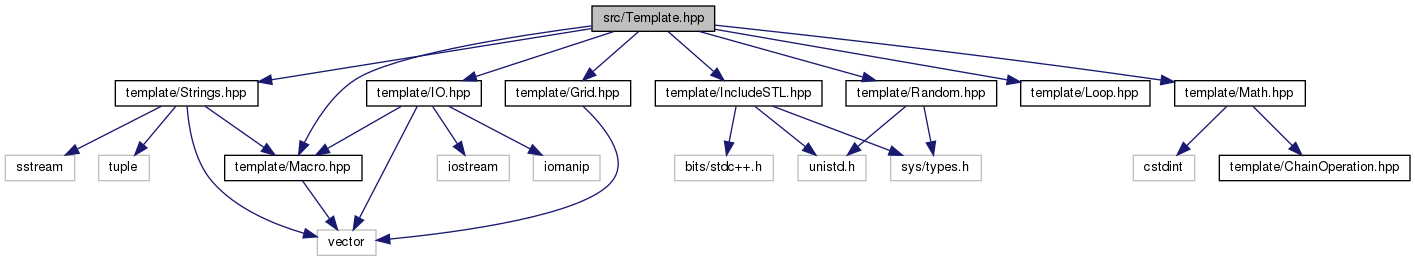 src/Template.hpp
template/Strings.hpp
template/IO.hpp
template/Grid.hpp
template/IncludeSTL.hpp
template/Random.hpp
template/Loop.hpp
template/Math.hpp
sstream
tuple
template/Macro.hpp
iostream
iomanip
bits/stdc++.h
unistd.h
sys/types.h
cstdint
template/ChainOperation.hpp
vector